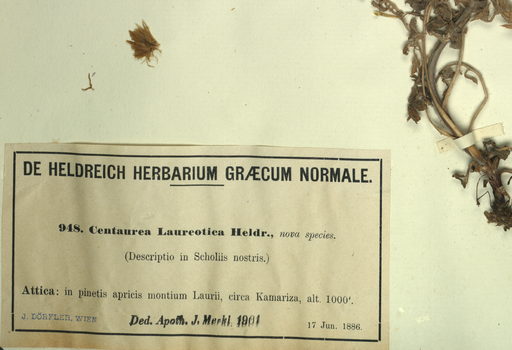 DE HELDREICH HERBARIUM GRÆCUM NORMALE.
948. Centaurea Laureotica Heldr., nova species.
(Descriptio in Scholiis nostris.)
Attica: in pinetis apricis montium Laurii, circa Kamariza, alt. 1000'.
J. DÖRFLER, WIEN
Ded. Apoth. J. Merkl. 1901
17 Jun. 1886.